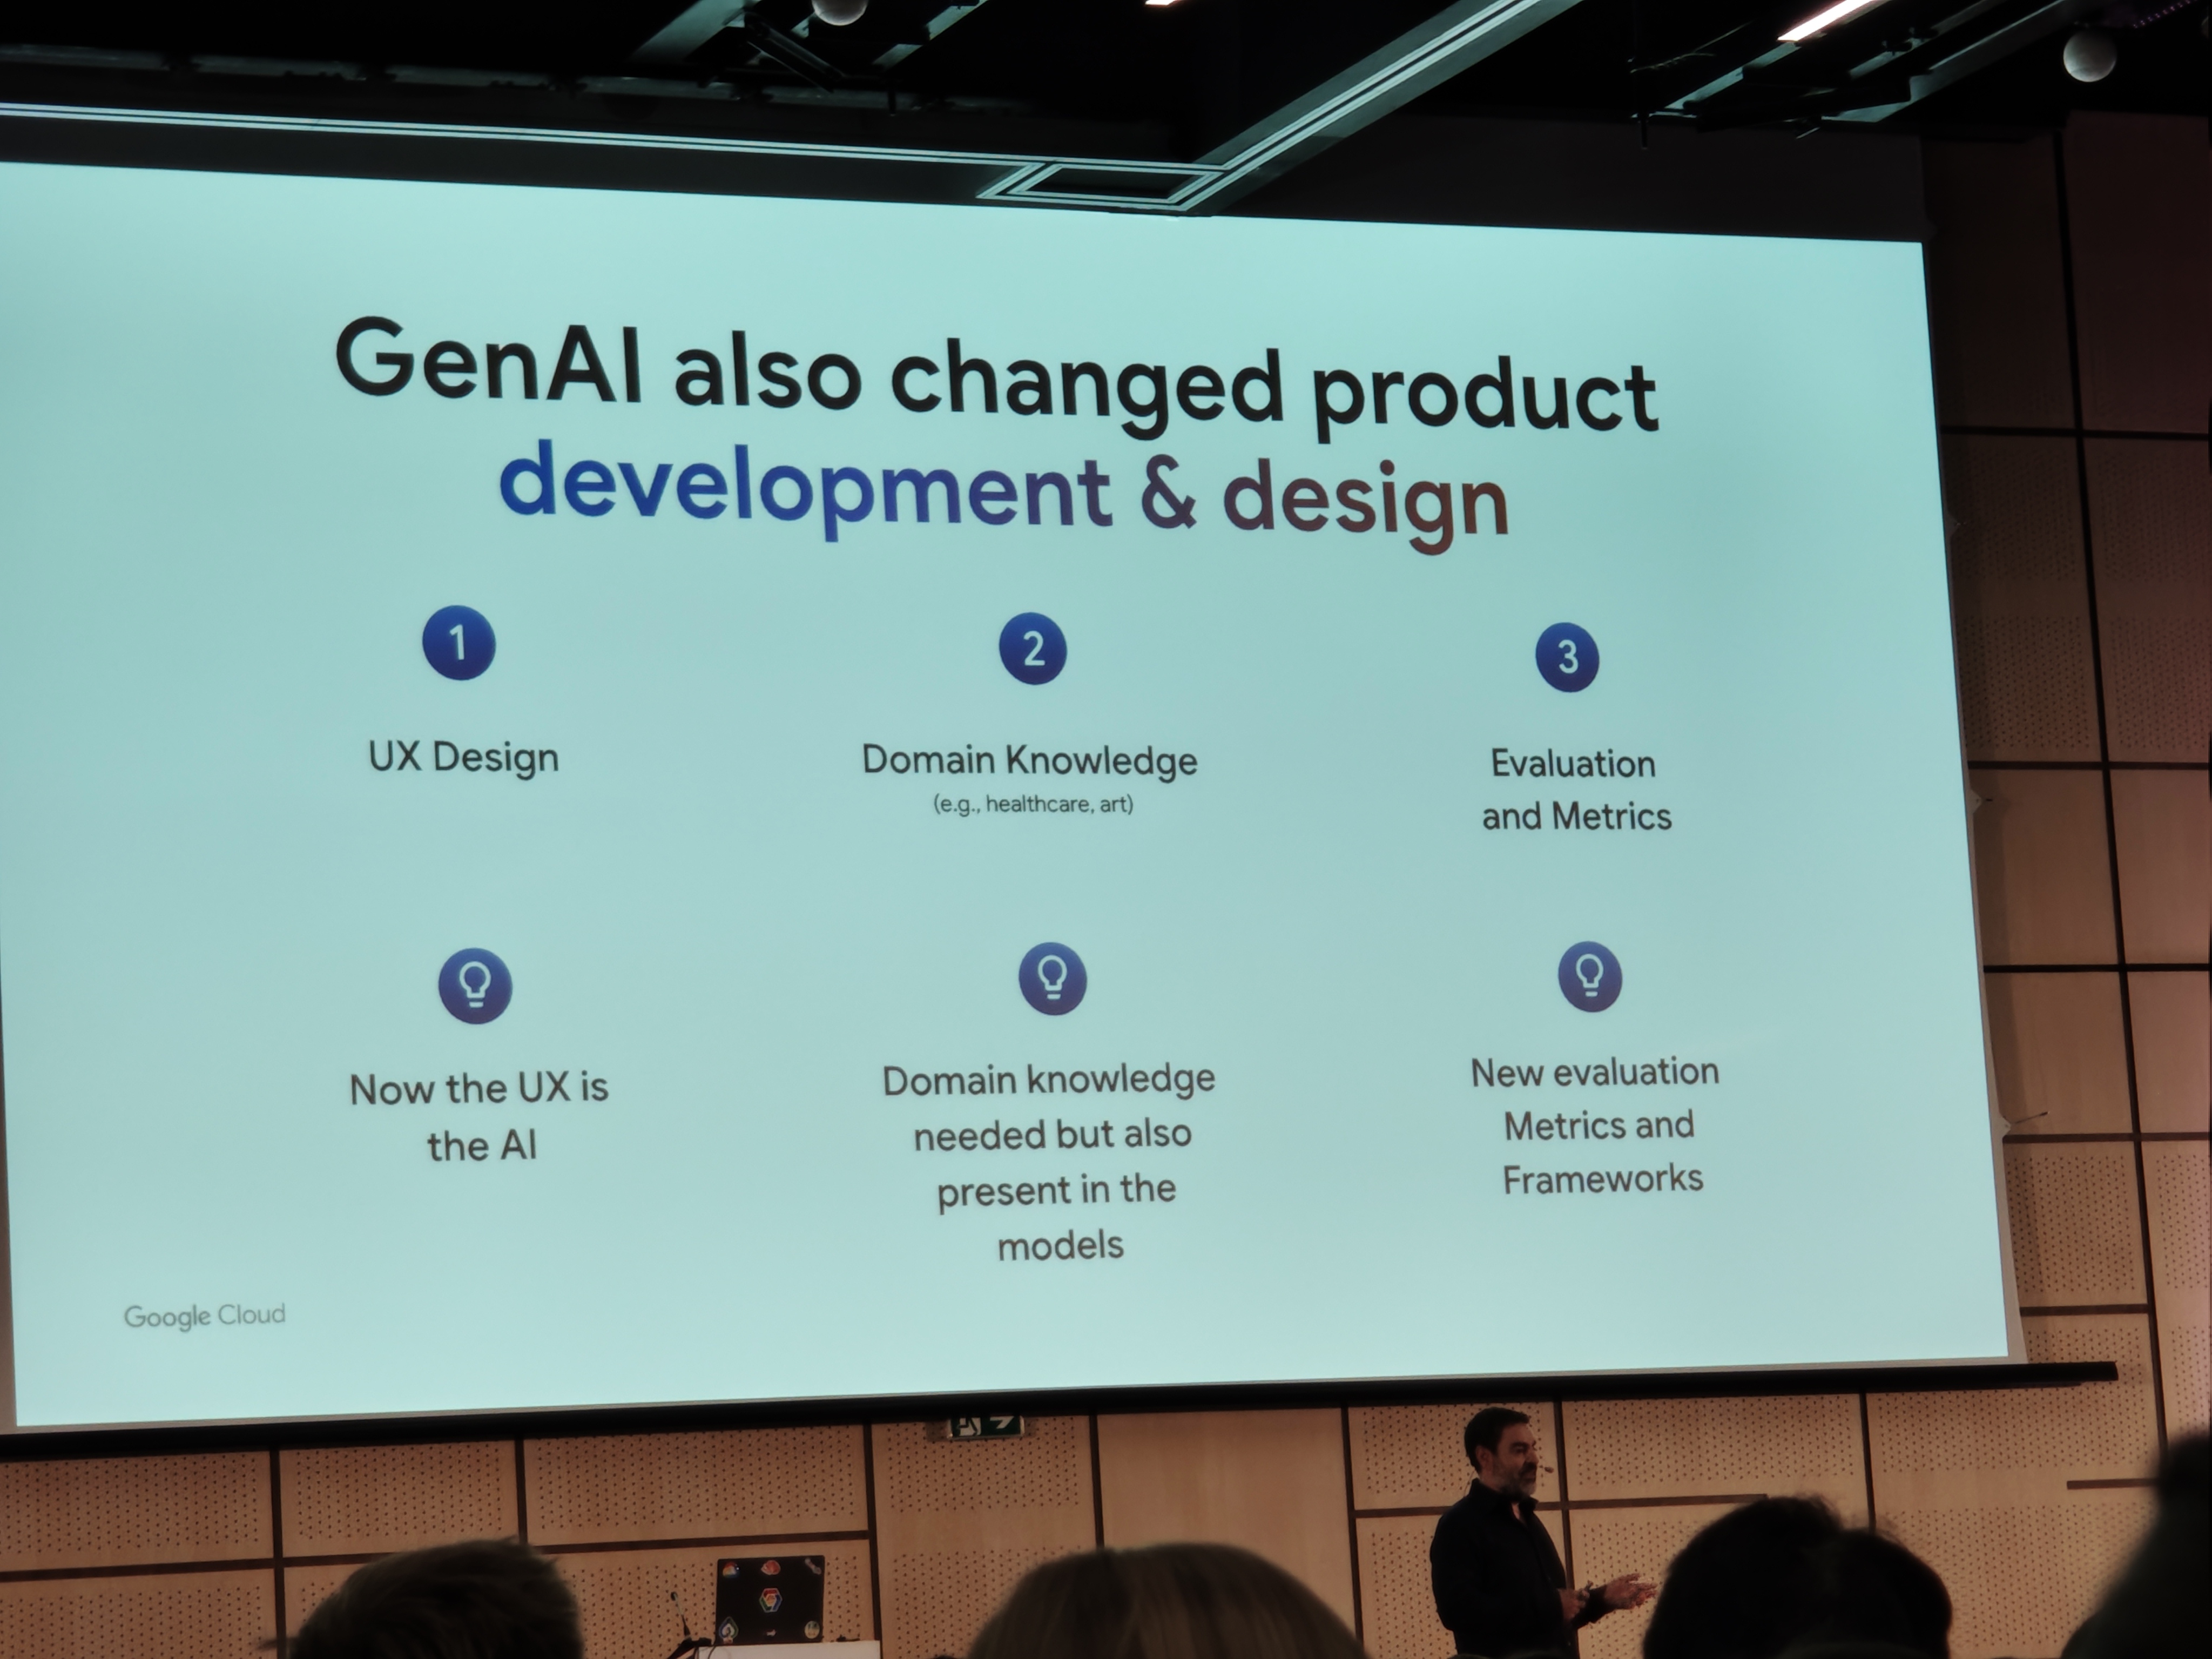 GenAI also changed product
development & design
1
UX Design
2
Domain Knowledge
(e.g., healthcare, art)
3
Evaluation
and Metrics
Now the UX is
the AI
Domain knowledge
needed but also
present in the
models
New evaluation
Metrics and
Frameworks
Google Cloud